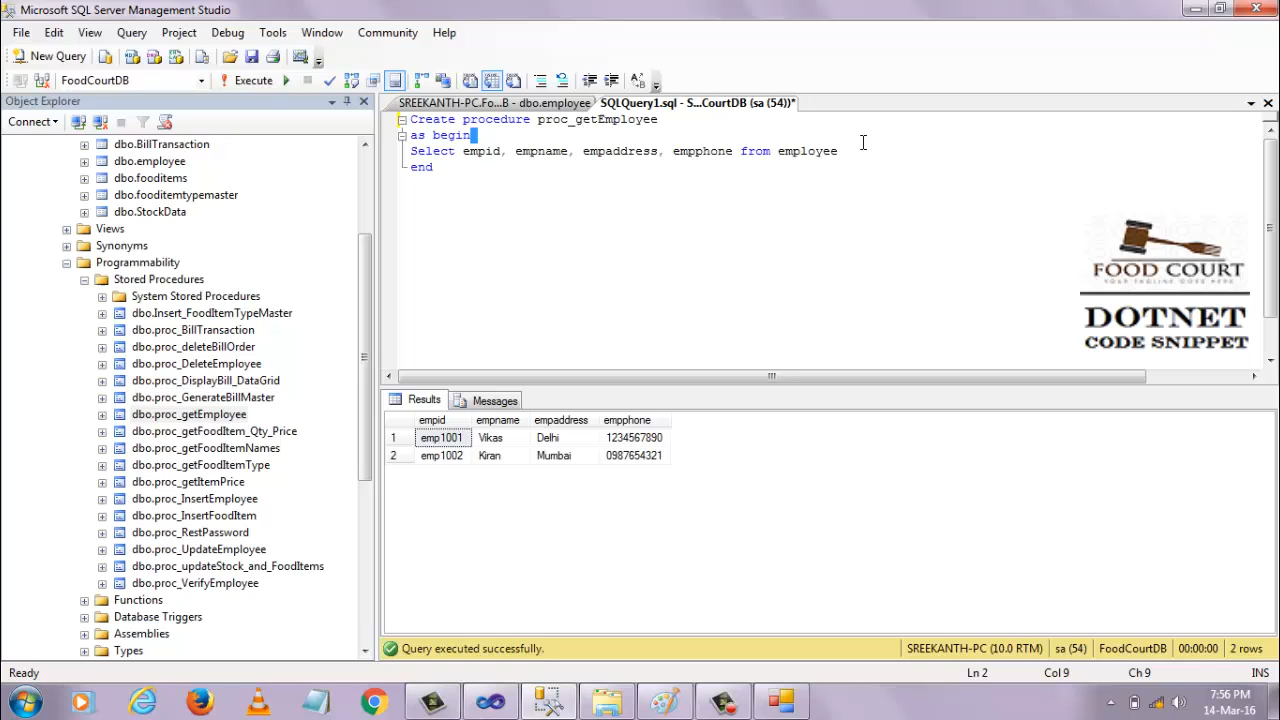 Microsoft SQL Server Management Studio
File Edit View Query Project Debug Tools Window Community Help
New Query
FoodCourtDB Execute
Object Explorer
SREEKANTH-PC.Fo...B - dbo.employee SQLQuery1.sql - S...CourtDB (sa (54))*
Connect
dbo.BillTransaction
dbo.employee
dbo.fooditems
dbo.fooditemtypemaster
dbo.StockData
Views
Synonyms
Programmability
Stored Procedures
System Stored Procedures
dbo.Insert_FoodItemTypeMaster
dbo.proc_BillTransaction
dbo.proc_deleteBillOrder
dbo.proc_DeleteEmployee
dbo.proc_DisplayBill_DataGrid
dbo.proc_GenerateBillMaster
dbo.proc_getEmployee
dbo.proc_getFoodItem_Qty_Price
dbo.proc_getFoodItemNames
dbo.proc_getFoodItemType
dbo.proc_getItemPrice
dbo.proc_InsertEmployee
dbo.proc_InsertFoodItem
dbo.proc_RestPassword
dbo.proc_UpdateEmployee
dbo.proc_updateStock_and_FoodItems
dbo.proc_VerifyEmployee
Functions
Database Triggers
Assemblies
Types
Create procedure proc_getEmployee
as begin
Select empid, empname, empaddress, empphone from employee
end
FOOD COURT
YOUR TAGLINE GOES HERE
DOTNET
CODE SNIPPET
Results Messages
empid empname empaddress empphone
1 emp1001 Vikas Delhi 1234567890
2 emp1002 Kiran Mumbai 0987654321
Query executed successfully. SREEKANTH-PC (10.0 RTM) sa (54) FoodCourtDB 00:00:00 2 rows
Ready Ln 2 Col 9 Ch 9 INS
7:56 PM
14-Mar-16